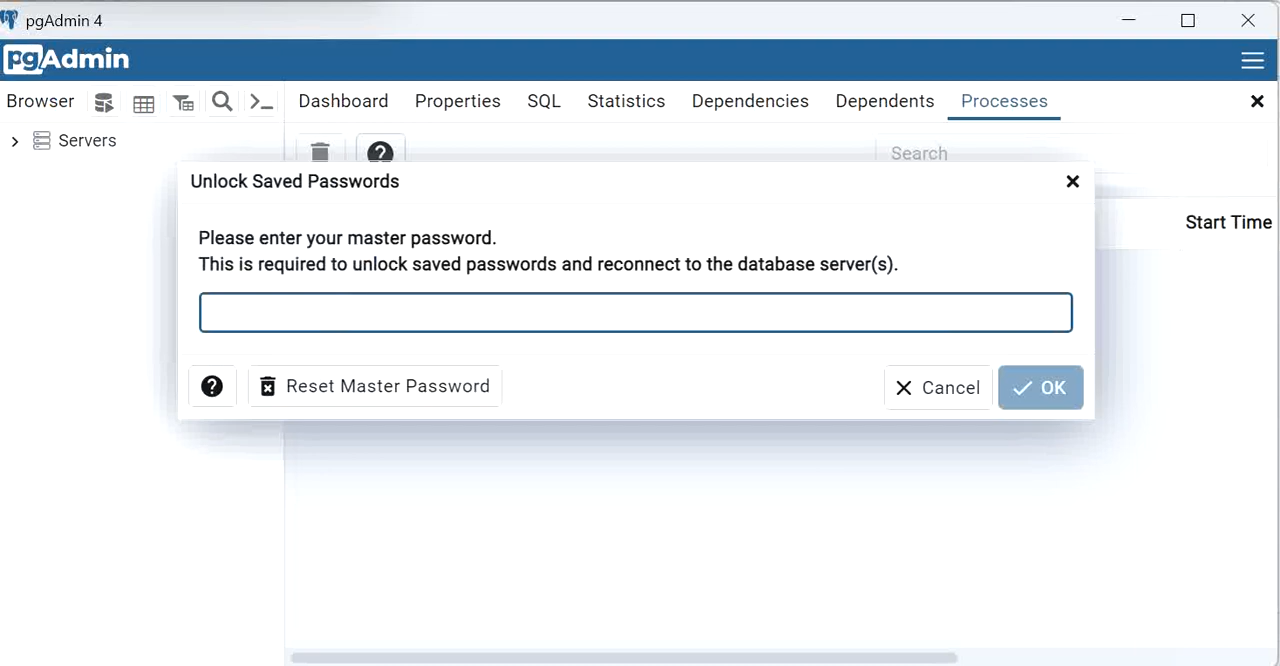 pgAdmin 4
pgAdmin
Browser
Dashboard Properties SQL Statistics Dependencies Dependents Processes
Servers
Search
Unlock Saved Passwords
Start Time
Please enter your master password.
This is required to unlock saved passwords and reconnect to the database server(s).
Reset Master Password
Cancel
OK